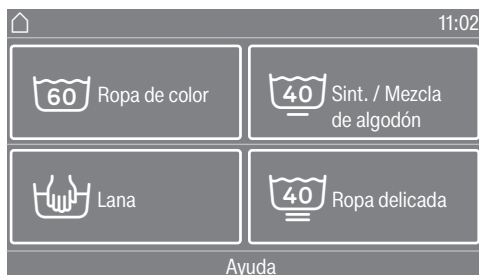 11:02
60 Ropa de color
40 Sint. / Mezcla
de algodón
Lana
40 Ropa delicada
Ayuda